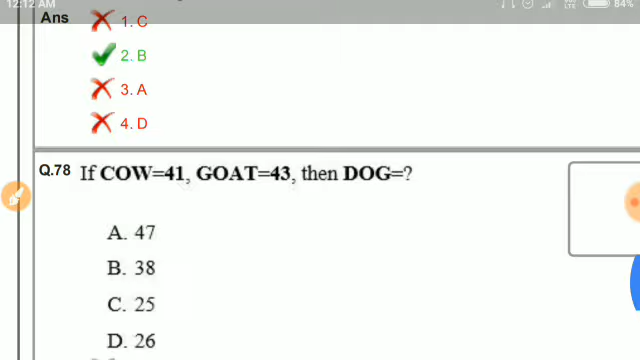 12:12 AM
84%
Ans
1. C
2. B
3. A
4. D
Q.78 If COW=41, GOAT=43, then DOG=?
A. 47
B. 38
C. 25
D. 26